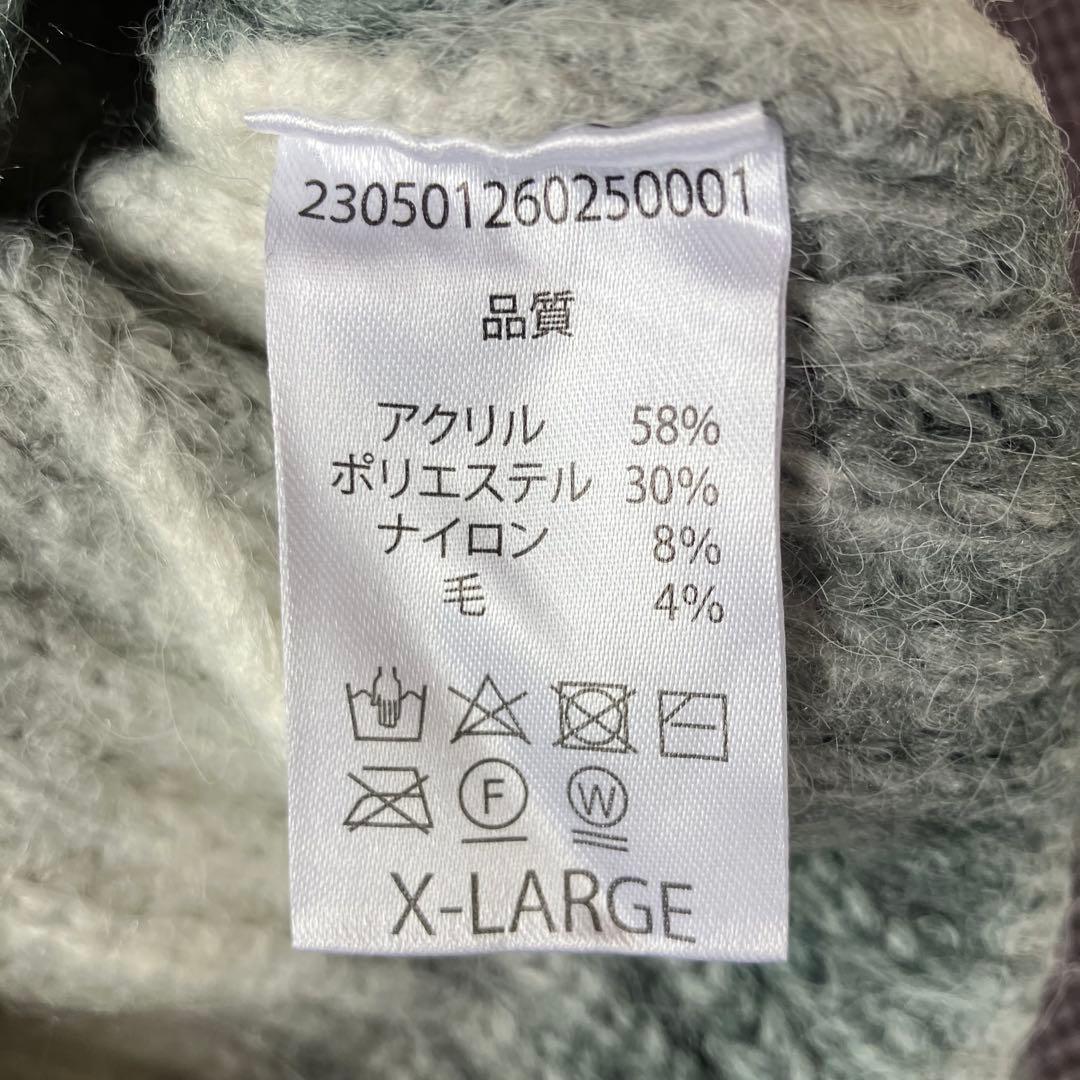 230501260250001
品質
アクリル 58%
ポリエステル 30%
ナイロン 8%
毛 4%
F W
X-LARGE